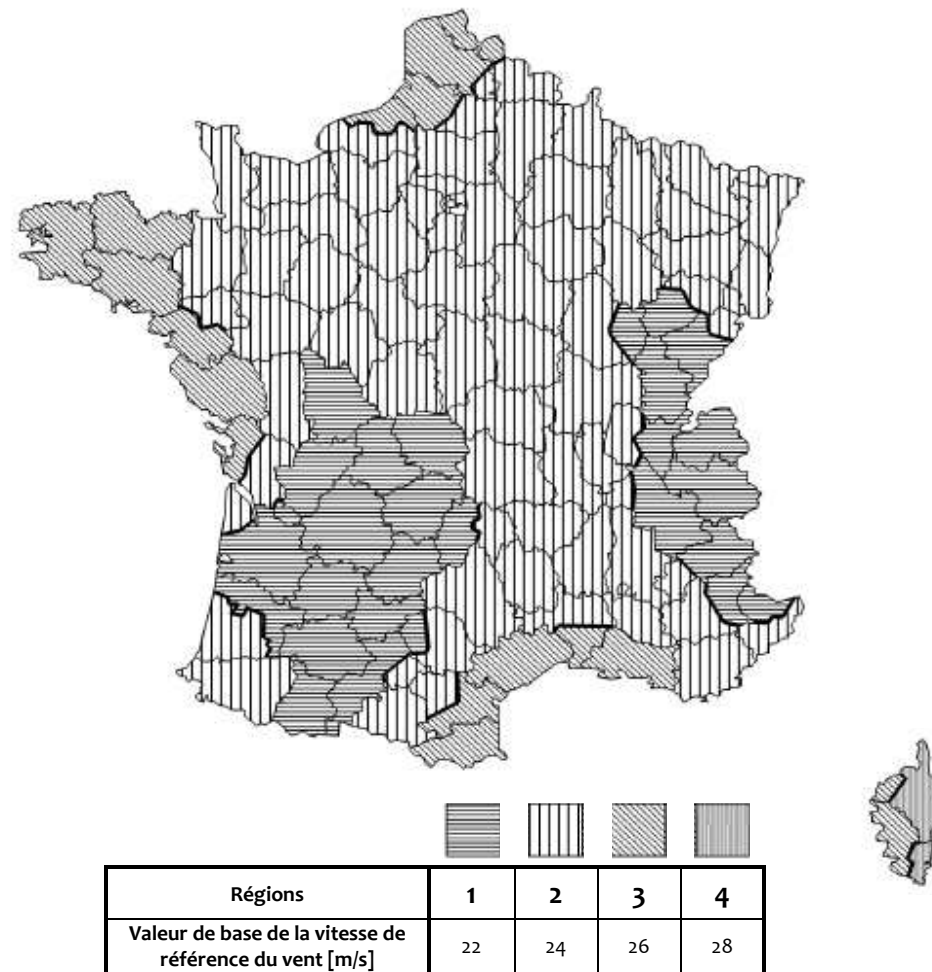 Régions 1 2 3 4
Valeur de base de la vitesse de
référence du vent [m/s] 22 24 26 28